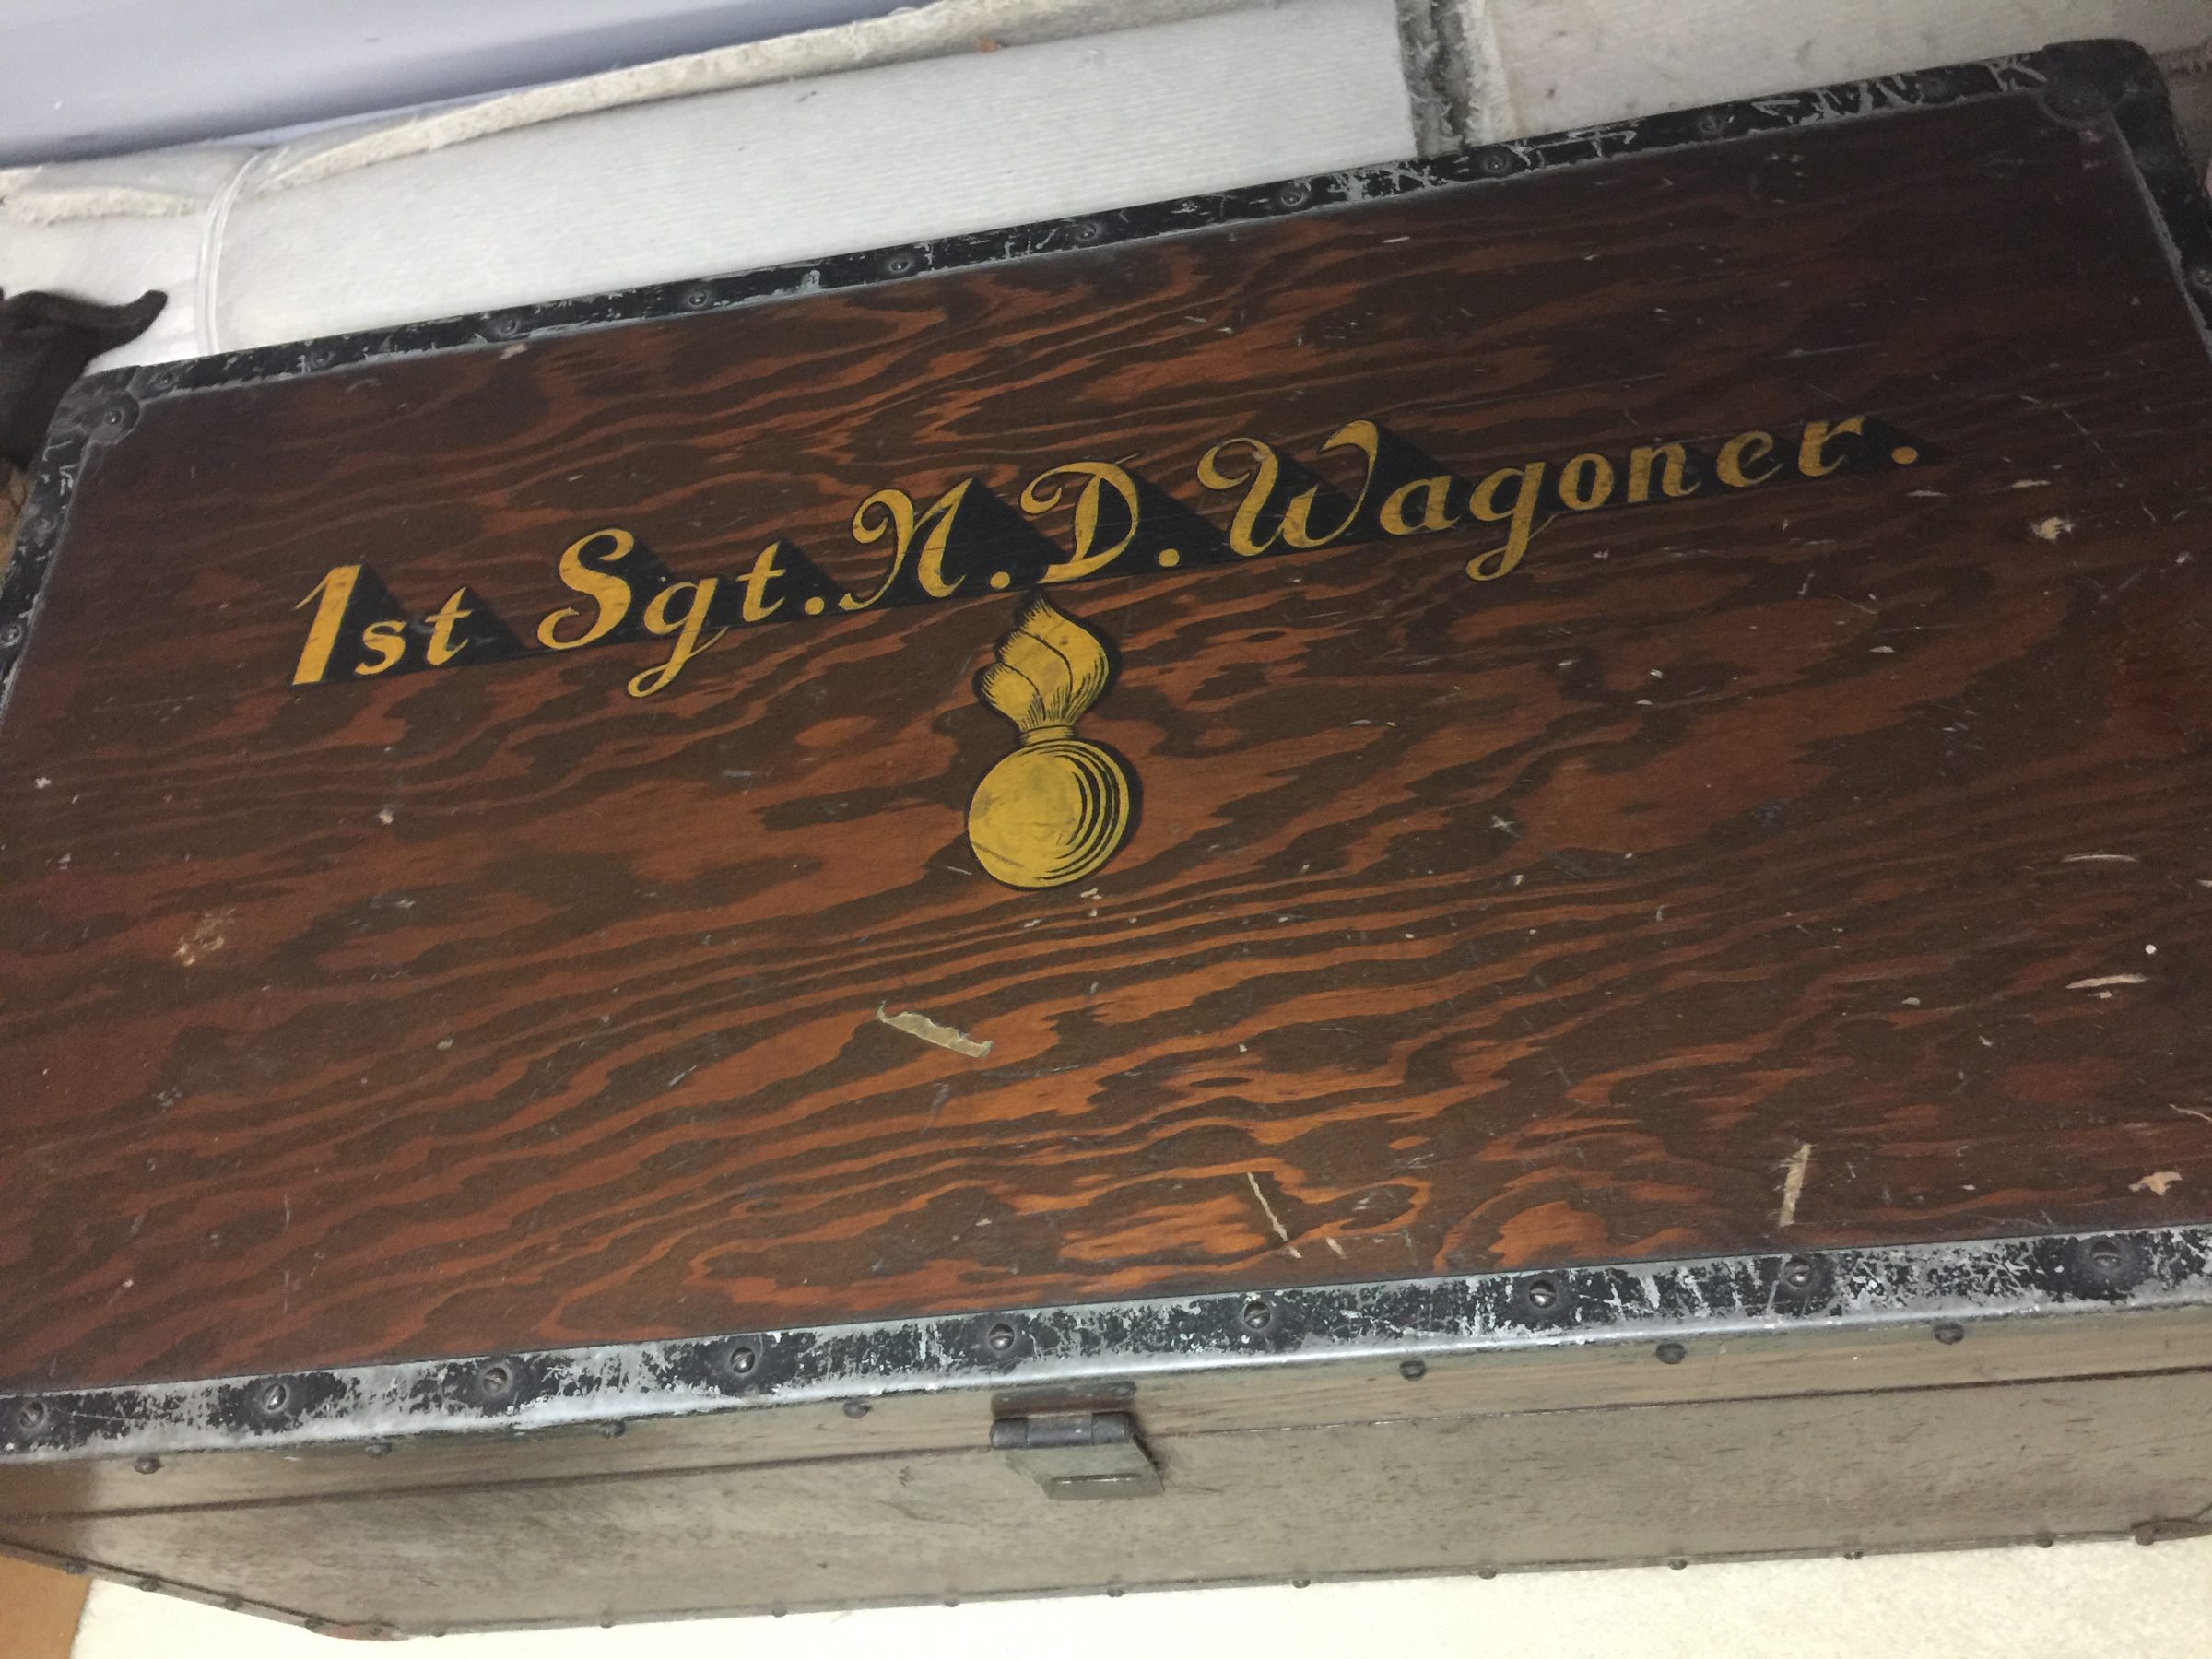 1st Sgt. N. D. Wagoner.